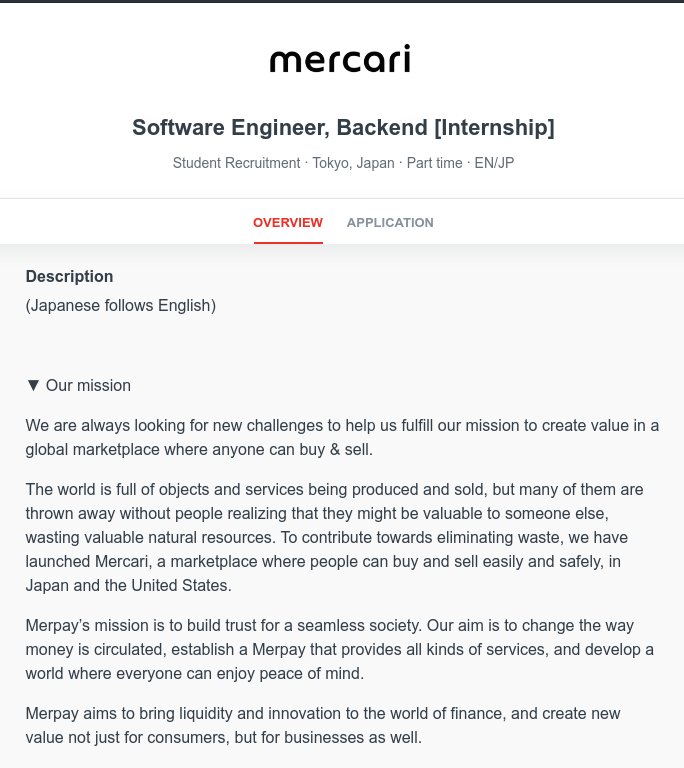 mercari
Software Engineer, Backend [Internship]
Student Recruitment · Tokyo, Japan · Part time · EN/JP
OVERVIEW APPLICATION
Description
(Japanese follows English)
▼ Our mission
We are always looking for new challenges to help us fulfill our mission to create value in a
global marketplace where anyone can buy & sell.
The world is full of objects and services being produced and sold, but many of them are
thrown away without people realizing that they might be valuable to someone else,
wasting valuable natural resources. To contribute towards eliminating waste, we have
launched Mercari, a marketplace where people can buy and sell easily and safely, in
Japan and the United States.
Merpay’s mission is to build trust for a seamless society. Our aim is to change the way
money is circulated, establish a Merpay that provides all kinds of services, and develop a
world where everyone can enjoy peace of mind.
Merpay aims to bring liquidity and innovation to the world of finance, and create new
value not just for consumers, but for businesses as well.